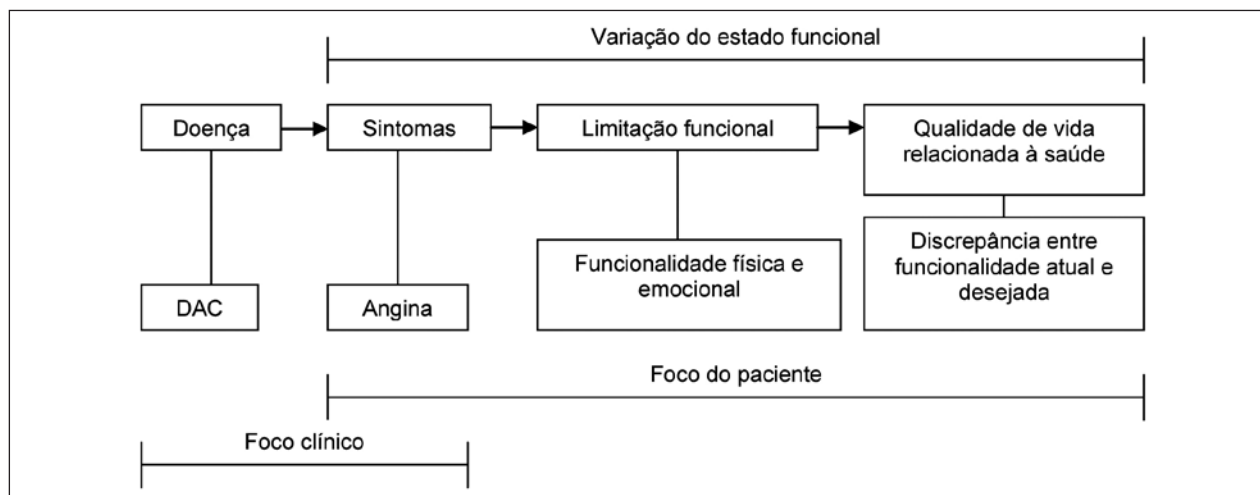 Variação do estado funcional
Doença
Sintomas
Limitação funcional
Qualidade de vida
relacionada à saúde
DAC
Angina
Funcionalidade física e
emocional
Discrepância entre
funcionalidade atual e
desejada
Foco do paciente
Foco clínico